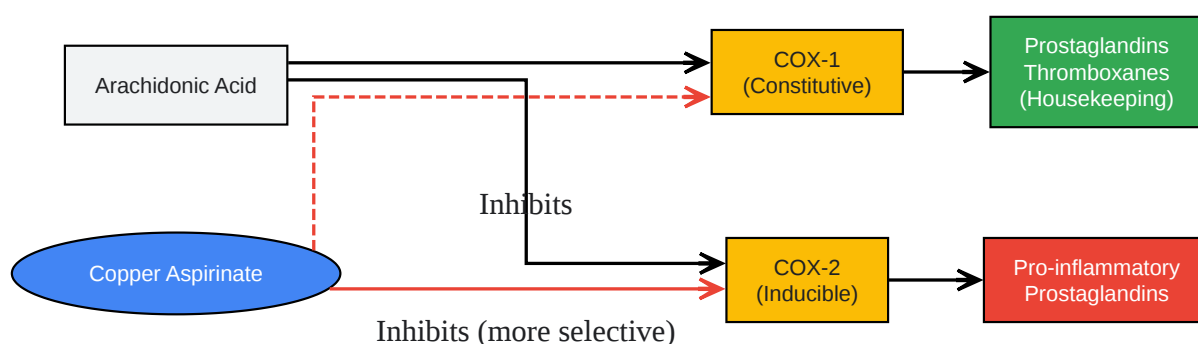 Arachidonic Acid
COX-1
(Constitutive)
Prostaglandins
Thromboxanes
(Housekeeping)
Inhibits
Copper Aspirinate
COX-2
(Inducible)
Pro-inflammatory
Prostaglandins
Inhibits (more selective)